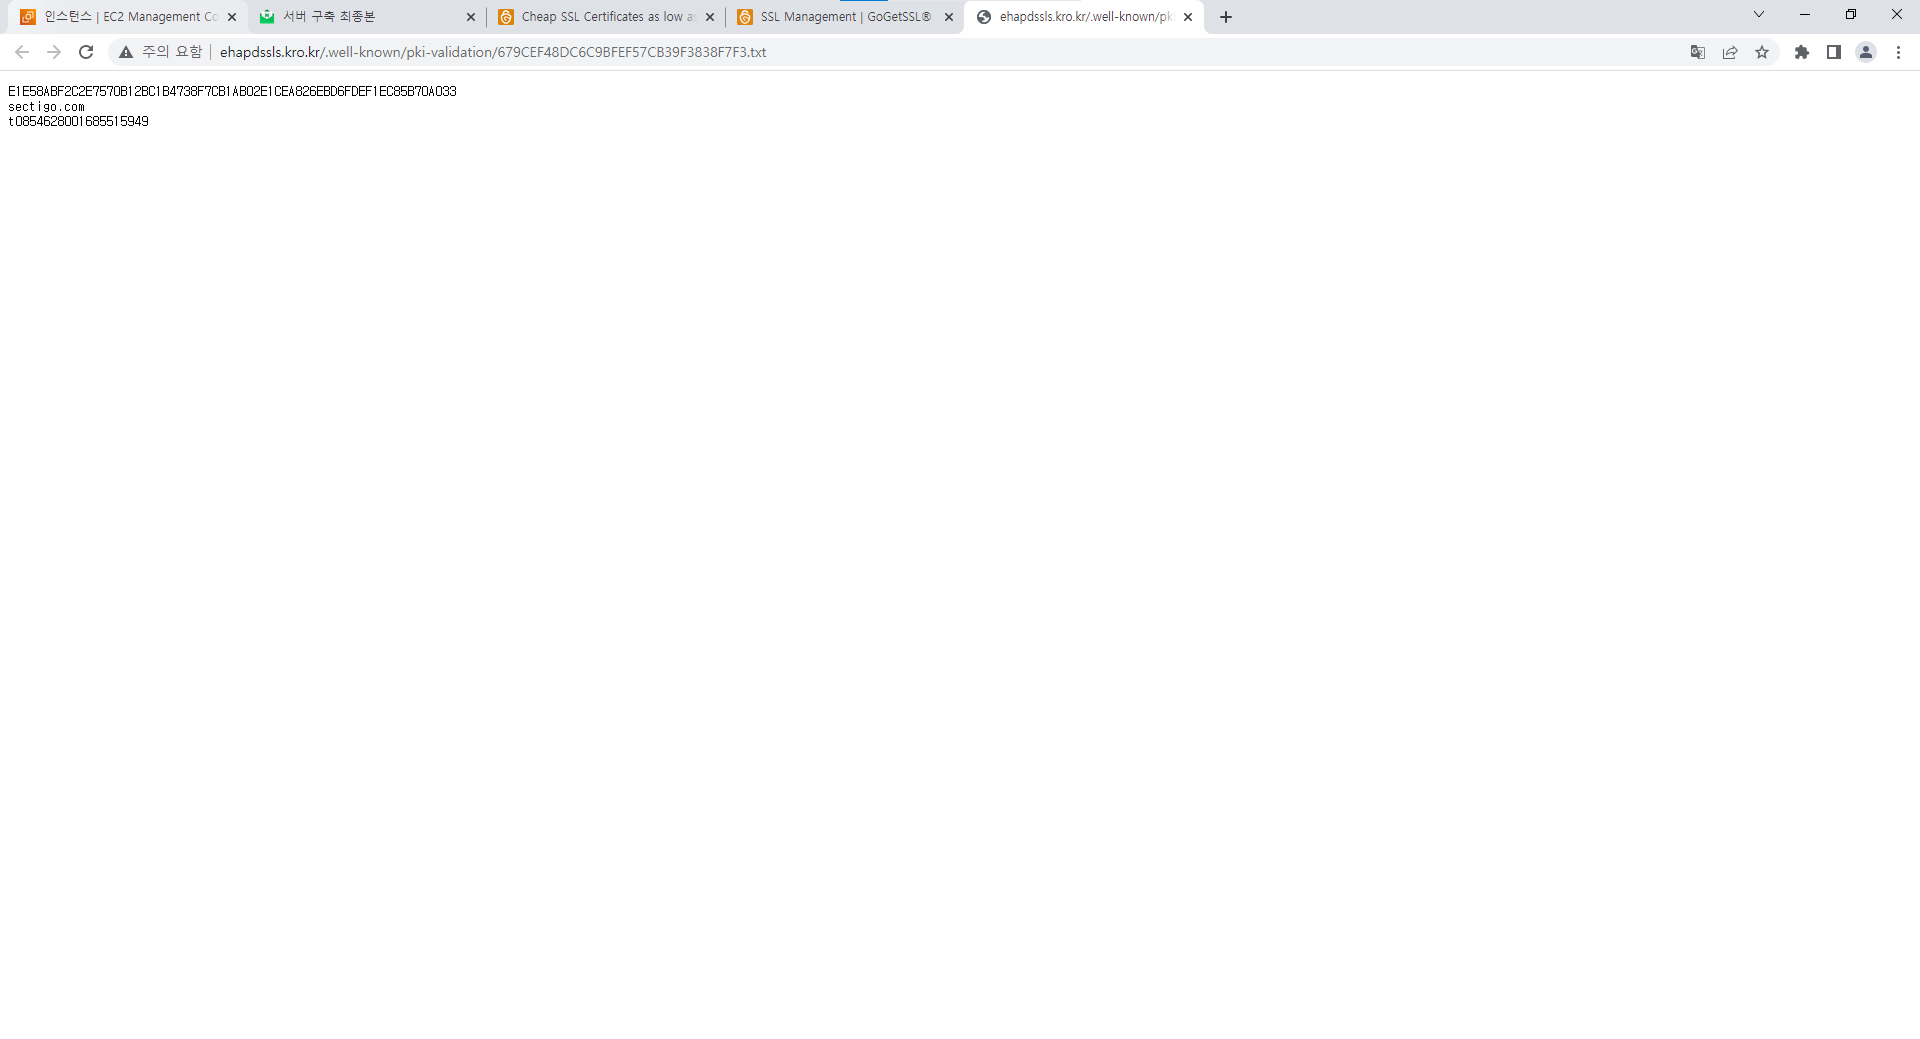 인스턴스 | EC2 Management Co
서버 구축 최종본
Cheap SSL Certificates as low as
SSL Management | GoGetSSL®
ehapdssls.kro.kr/.well-known/pk
주의 요함
ehapdssls.kro.kr/.well-known/pki-validation/679CEF48DC6C9BFEF57CB39F3838F7F3.txt
E1E58ABF2C2E7570B12BC1B4738F7CB1AB02E1CEA826EBD6FDEF1EC85B70A033
sectigo.com
t0854628001685515949